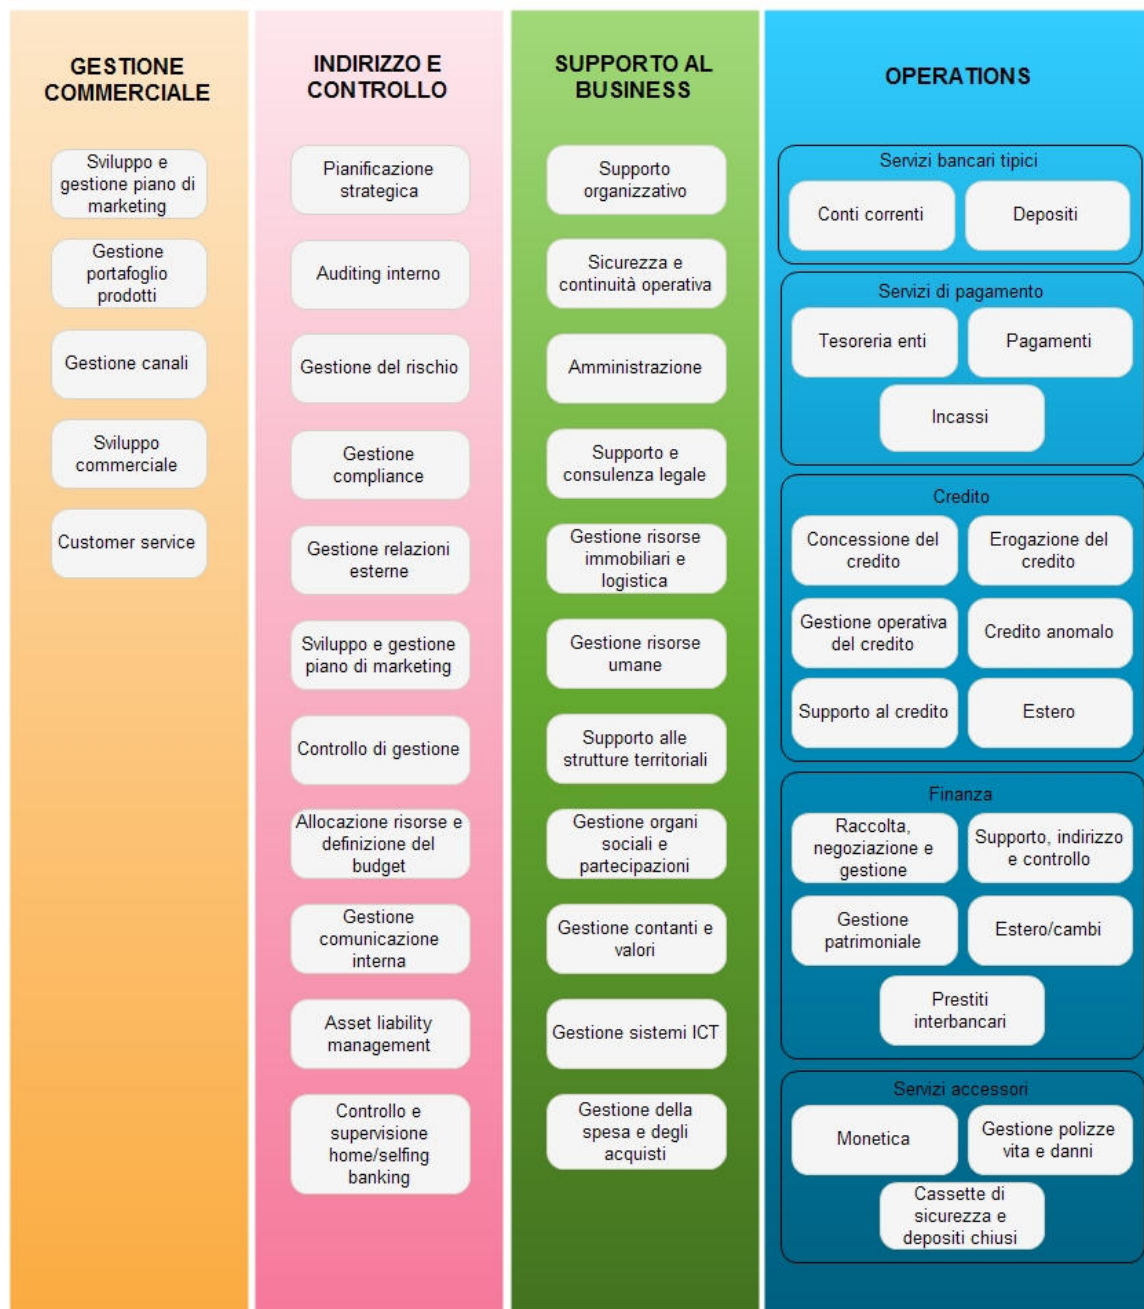 GESTIONE
COMMERCIALE
Sviluppo e
gestione piano di
marketing
Gestione
portafoglio
prodotti
Gestione canali
Sviluppo
commerciale
Customer service
INDIRIZZO E
CONTROLLO
Pianificazione
strategica
Auditing interno
Gestione del rischio
Gestione
compliance
Gestione relazioni
esterne
Sviluppo e gestione
piano di marketing
Controllo di gestione
Allocazione risorse e
definizione del
budget
Gestione
comunicazione
interna
Asset liability
management
Controllo e
supervisione
home/selfing
banking
SUPPORTO AL
BUSINESS
Supporto
organizzativo
Sicurezza e
continuità operativa
Amministrazione
Supporto e
consulenza legale
Gestione risorse
immobiliari e
logistica
Gestione risorse
umane
Supporto alle
strutture territoriali
Gestione organi
sociali e
partecipazioni
Gestione contanti e
valori
Gestione sistemi ICT
Gestione della
spesa e degli
acquisti
OPERATIONS
Servizi bancari tipici
Conti correnti
Depositi
Servizi di pagamento
Tesoreria enti
Pagamenti
Incassi
Credito
Concessione del
credito
Erogazione del
credito
Gestione operativa
del credito
Credito anomalo
Supporto al credito
Estero
Finanza
Raccolta,
negoziazione e
gestione
Supporto, indirizzo
e controllo
Gestione
patrimoniale
Estero/cambi
Prestiti
interbancari
Servizi accessori
Monetica
Gestione polizze
vita e danni
Cassette di
sicurezza e
depositi chiusi